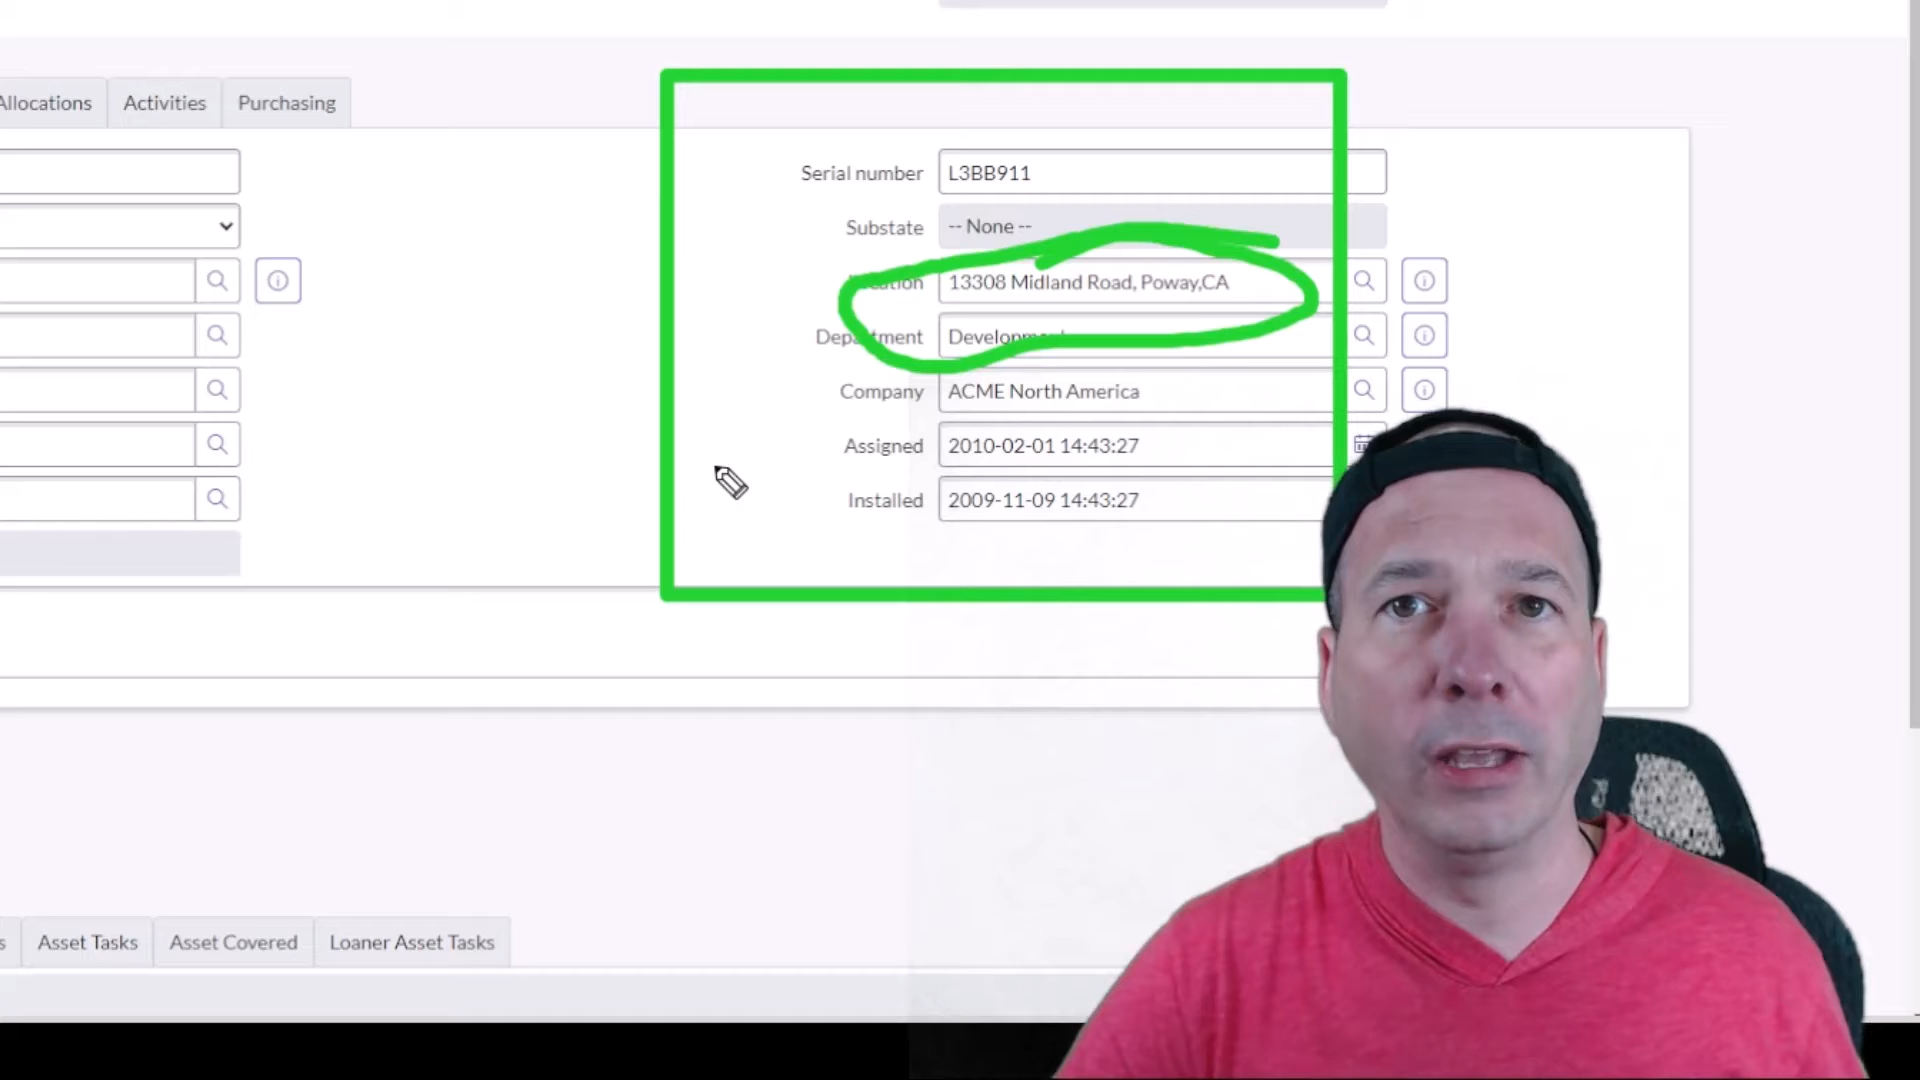 Allocations Activities Purchasing
Serial number L3BB911
Substate -- None --
13308 Midland Road, Poway,CA
Department
Company ACME North America
Assigned 2010-02-01 14:43:27
Installed 2009-11-09 14:43:27
s Asset Tasks Asset Covered Loaner Asset Tasks